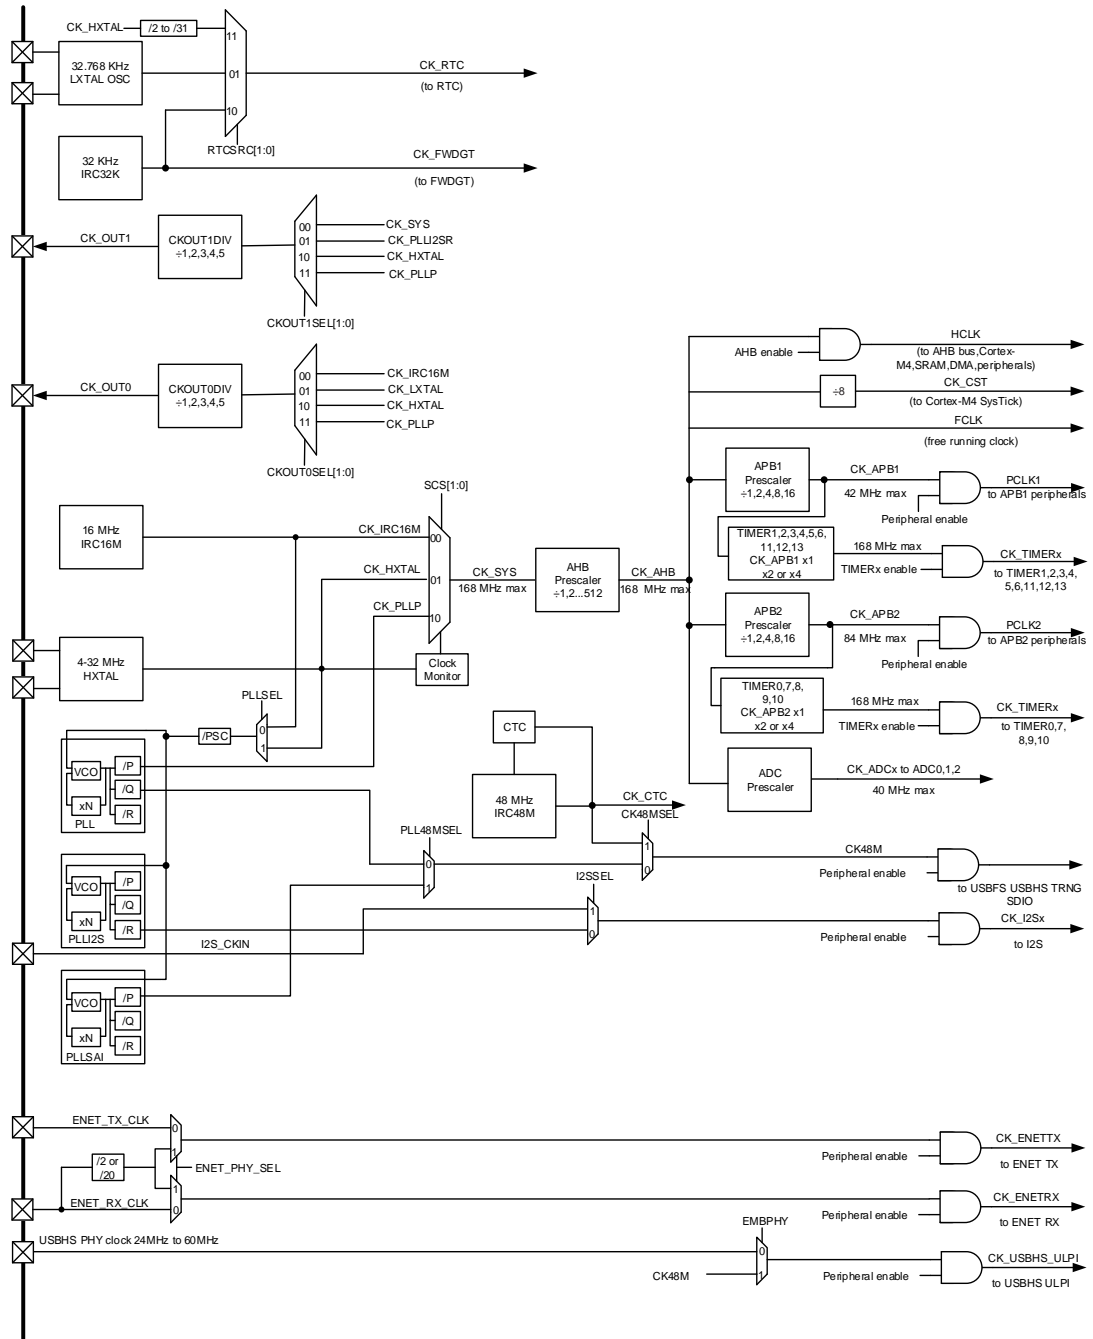 CK_HXTAL
/2 to /31
11
32.768 KHz
LXTAL OSC
01
CK_RTC
(to RTC)
10
RTCSRC[1:0]
32 KHz
IRC32K
CK_FWDGT
(to FWDGT)
CK_OUT1
CKOUT1DIV
÷1,2,3,4,5
00
01
10
11
CK_SYS
CK_PLLI2SR
CK_HXTAL
CK_PLLP
CKOUT1SEL[1:0]
CK_OUT0
CKOUT0DIV
÷1,2,3,4,5
00
01
10
11
CK_IRC16M
CK_LXTAL
CK_HXTAL
CK_PLLP
CKOUT0SEL[1:0]
AHB enable
HCLK
(to AHB bus,Cortex-
M4,SRAM,DMA,peripherals)
÷8
CK_CST
(to Cortex-M4 SysTick)
FCLK
(free running clock)
SCS[1:0]
16 MHz
IRC16M
CK_IRC16M
00
CK_HXTAL
01
CK_PLLP
10
CK_SYS
168 MHz max
AHB
Prescaler
÷1,2...512
CK_AHB
168 MHz max
APB1
Prescaler
÷1,2,4,8,16
CK_APB1
42 MHz max
Peripheral enable
PCLK1
to APB1 peripherals
TIMER1,2,3,4,5,6,
11,12,13
CK_APB1 x1
x2 or x4
168 MHz max
TIMERx enable
CK_TIMERx
to TIMER1,2,3,4,
5,6,11,12,13
APB2
Prescaler
÷1,2,4,8,16
CK_APB2
84 MHz max
Peripheral enable
PCLK2
to APB2 peripherals
4-32 MHz
HXTAL
Clock
Monitor
TIMER0,7,8,
9,10
CK_APB2 x1
x2 or x4
168 MHz max
TIMERx enable
CK_TIMERx
to TIMER0,7,
8,9,10
PLLSEL
0
1
/PSC
VCO
xN
/P
/Q
/R
PLL
CTC
48 MHz
IRC48M
CK_CTC
CK48MSEL
1
0
ADC
Prescaler
CK_ADCx to ADC0,1,2
40 MHz max
PLL48MSEL
0
1
CK48M
Peripheral enable
to USBFS USBHS TRNG
SDIO
VCO
xN
/P
/Q
/R
PLLI2S
I2SSEL
1
0
Peripheral enable
CK_I2Sx
to I2S
I2S_CKIN
VCO
xN
/P
/Q
/R
PLLSAI
ENET_TX_CLK
0
1
/2 or
/20
ENET_PHY_SEL
1
0
ENET_RX_CLK
Peripheral enable
CK_ENETTX
to ENET TX
Peripheral enable
CK_ENETRX
to ENET RX
USBHS PHY clock 24MHz to 60MHz
EMBPHY
0
1
CK48M
Peripheral enable
CK_USBHS_ULPI
to USBHS ULPI